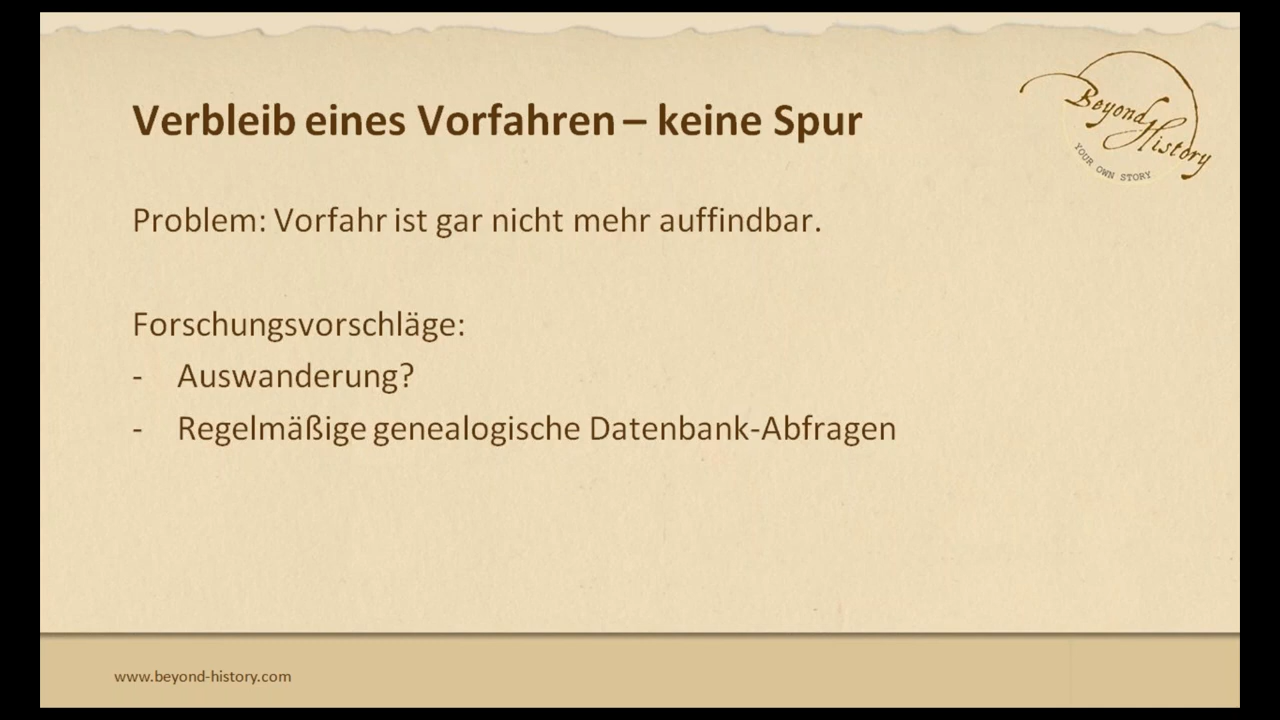 Verbleib eines Vorfahren – keine Spur
Beyond
History
YOUR OWN STORY
Problem: Vorfahr ist gar nicht mehr auffindbar.
Forschungsvorschläge:
- Auswanderung?
- Regelmäßige genealogische Datenbank-Abfragen
www.beyond-history.com